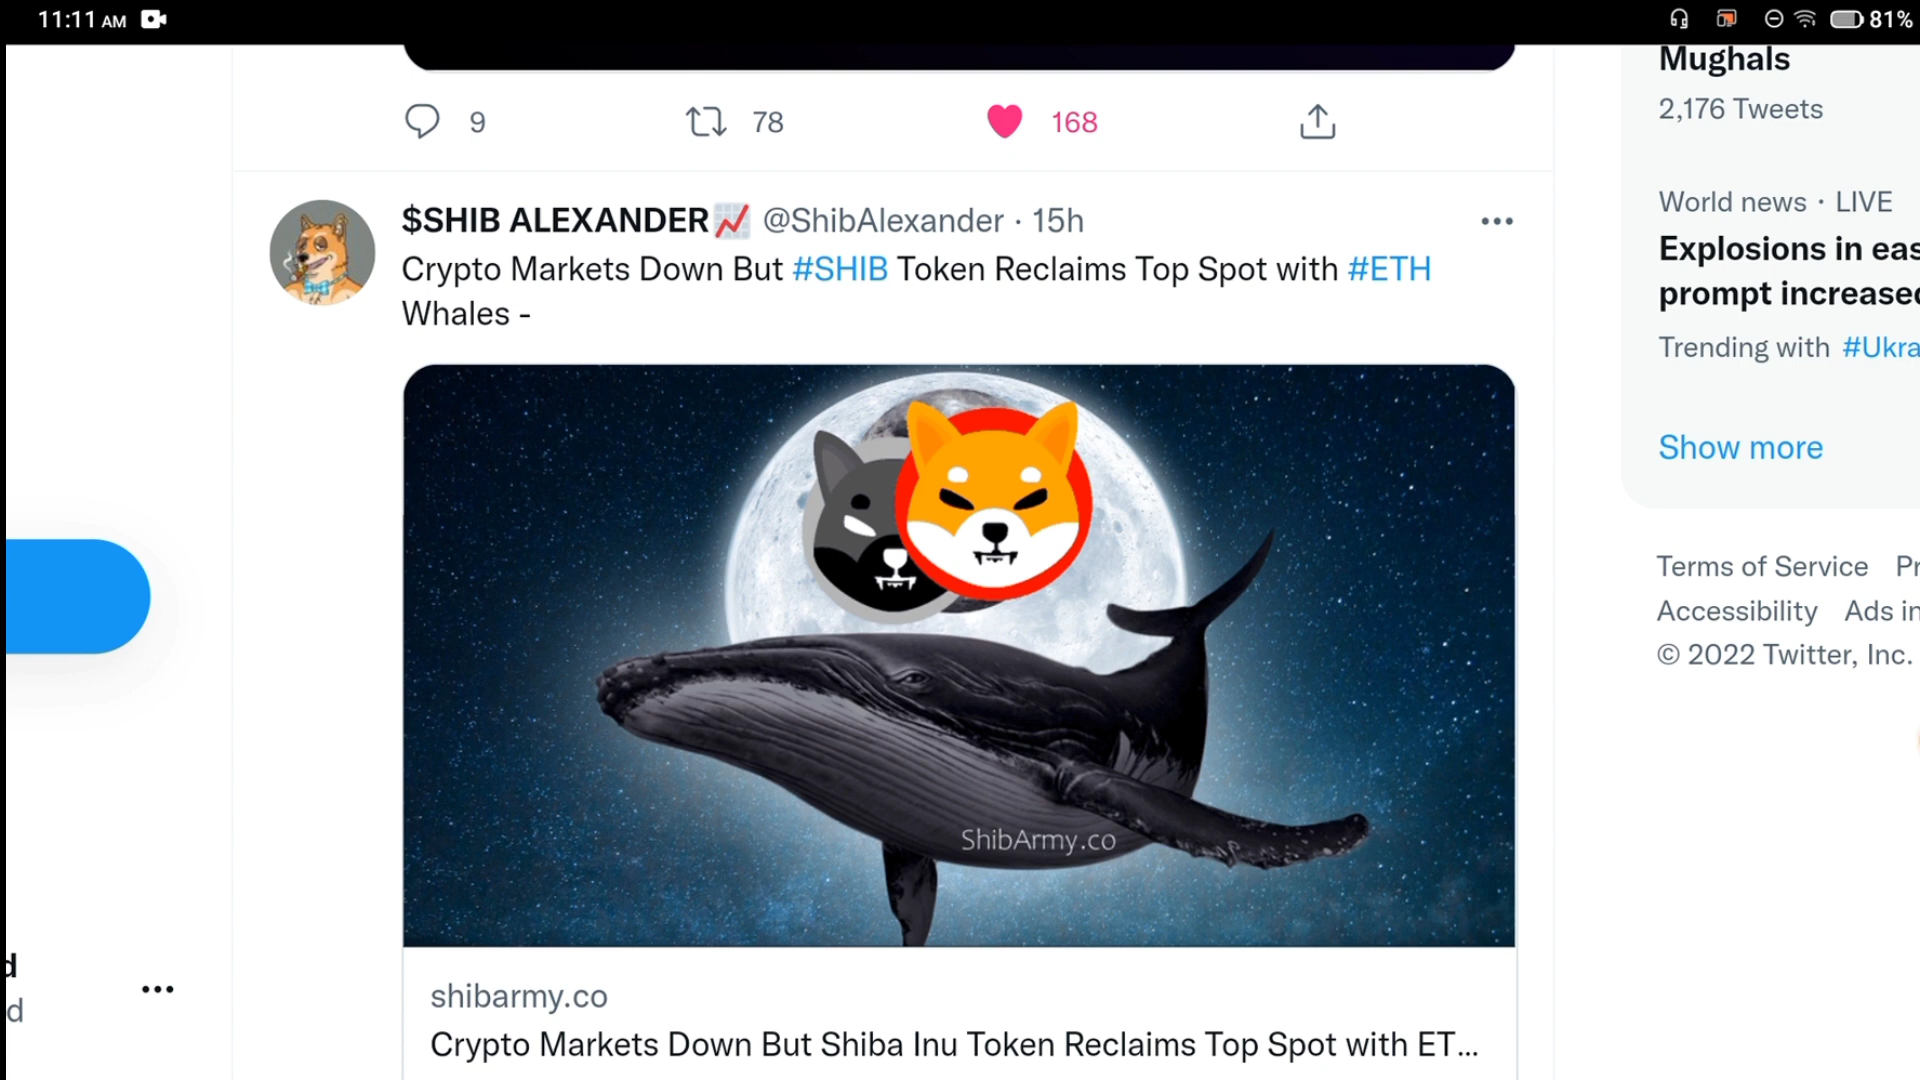 11:11 AM
81%
9
78
168
$SHIB ALEXANDER @ShibAlexander · 15h
Crypto Markets Down But #SHIB Token Reclaims Top Spot with #ETH
Whales -
ShibArmy.co
shibarmy.co
Crypto Markets Down But Shiba Inu Token Reclaims Top Spot with ET...
d
d
Mughals
2,176 Tweets
World news · LIVE
Explosions in eas
prompt increased
Trending with #Ukra
Show more
Terms of Service Pr
Accessibility Ads in
© 2022 Twitter, Inc.